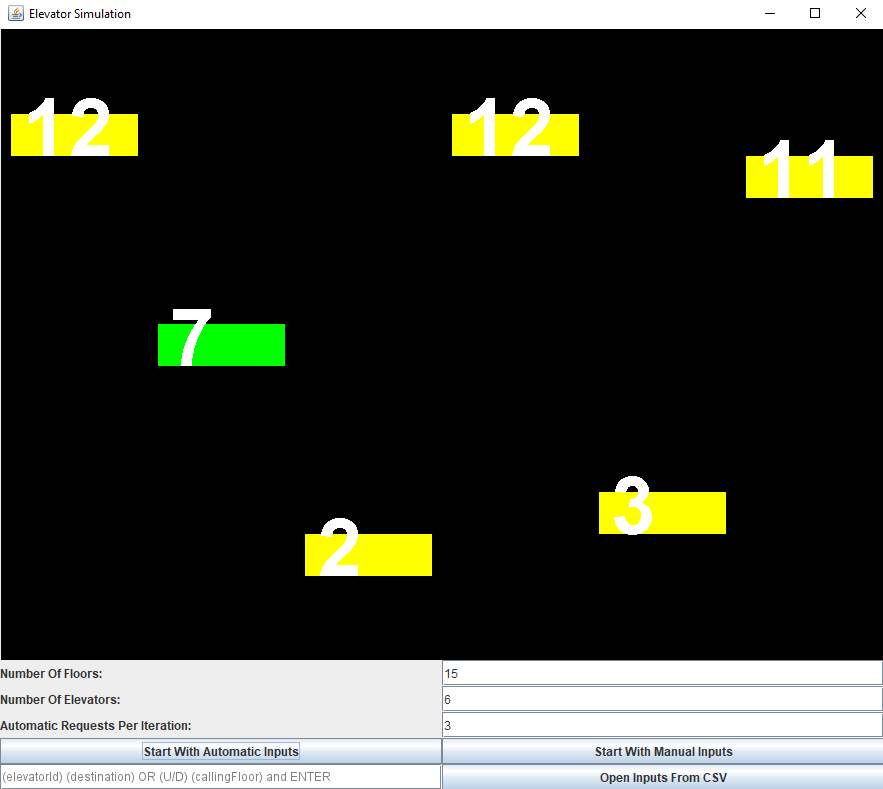 Elevator Simulation
12
12
11
7
3
2
Number Of Floors:
15
Number Of Elevators:
6
Automatic Requests Per Iteration:
3
Start With Automatic Inputs
Start With Manual Inputs
(elevatorId) (destination) OR (U/D) (callingFloor) and ENTER
Open Inputs From CSV